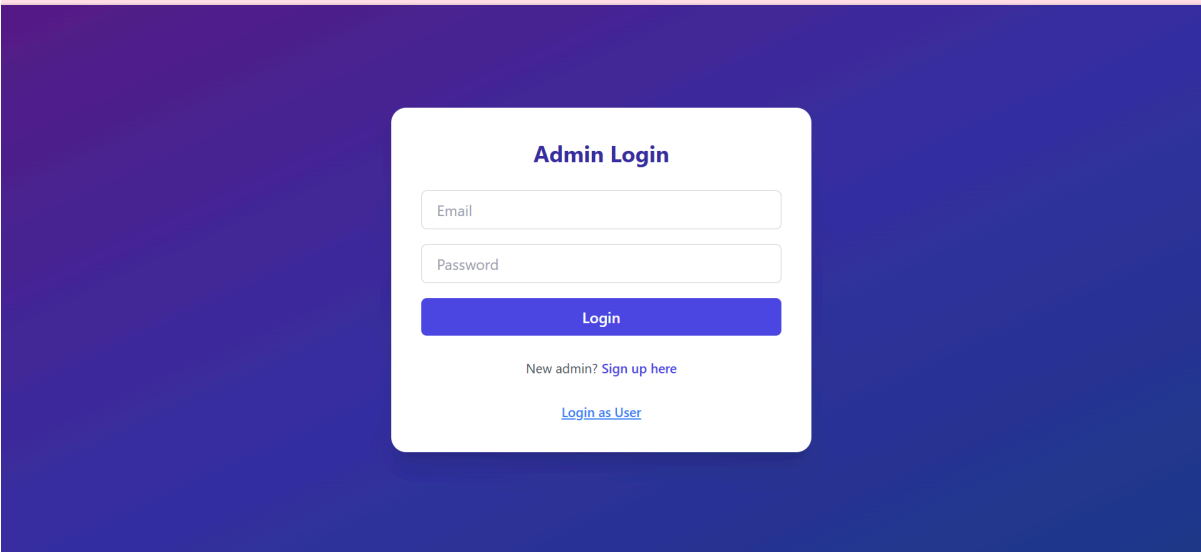 Admin Login
Email
Password
Login
New admin? Sign up here
Login as User